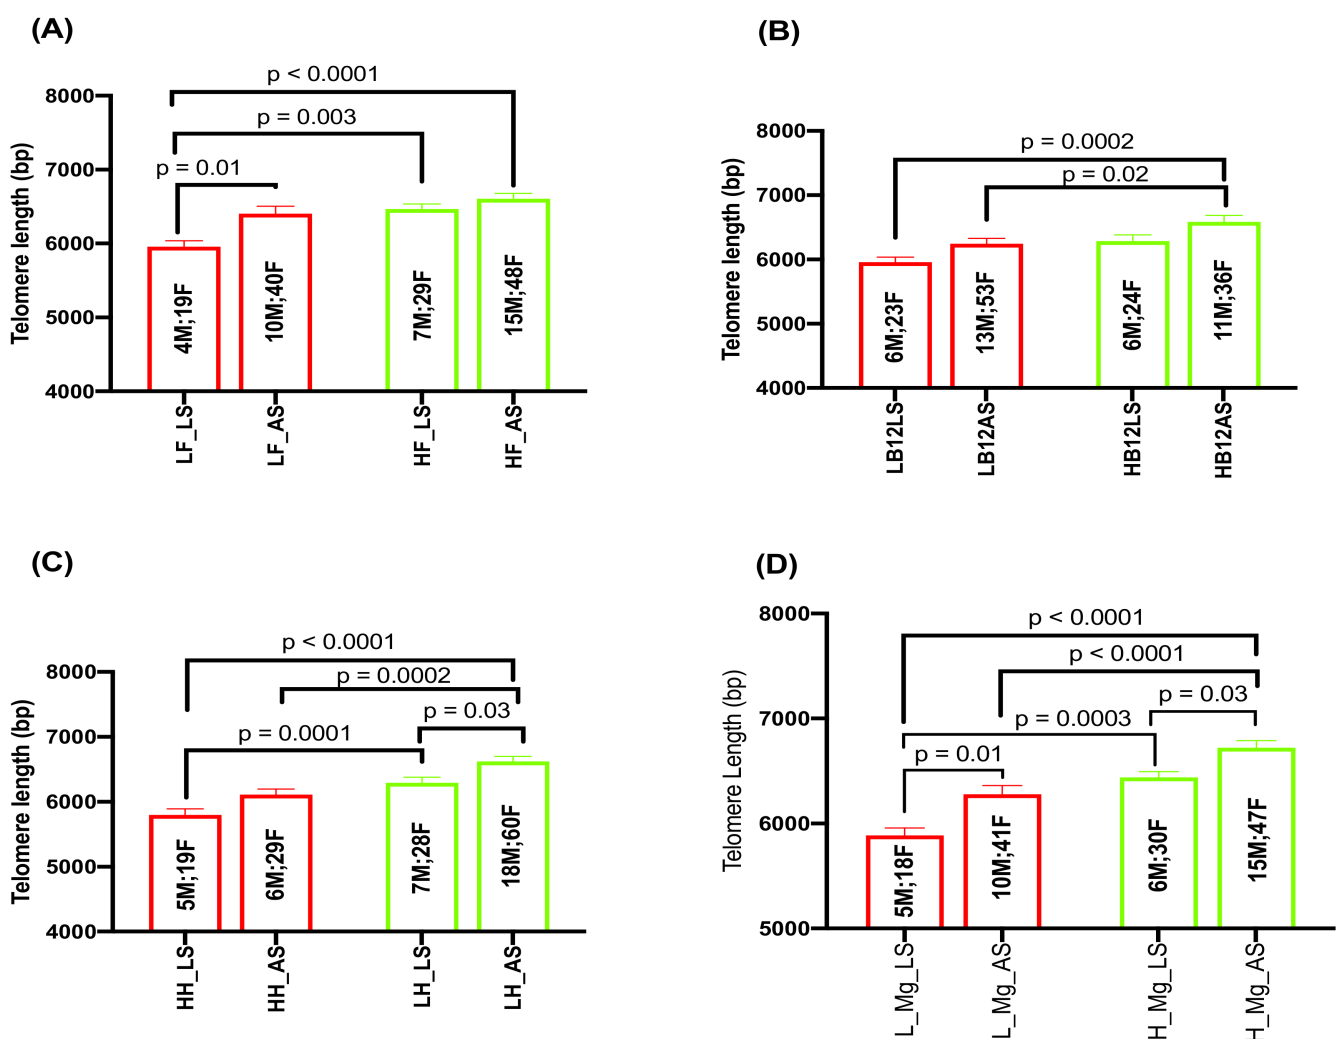 (A)
p < 0.0001
p = 0.003
p = 0.01
8000
7000
6000
5000
4000
Telomere length (bp)
4M;19F
10M;40F
7M;29F
15M;48F
LF_LS
LF_AS
HF_LS
HF_AS
(B)
p = 0.0002
p = 0.02
8000
7000
6000
5000
4000
Telomere length (bp)
6M;23F
13M;53F
6M;24F
11M;36F
LB12LS
LB12AS
HB12LS
HB12AS
(C)
p < 0.0001
p = 0.0002
p = 0.03
p = 0.0001
8000
7000
6000
5000
4000
Telomere length (bp)
5M;19F
6M;29F
7M;28F
18M;60F
HH_LS
HH_AS
LH_LS
LH_AS
(D)
p < 0.0001
p < 0.0001
p = 0.03
p = 0.0003
p = 0.01
8000
7000
6000
5000
Telomere Length (bp)
5M;18F
10M;41F
6M;30F
15M;47F
L_Mg_LS
L_Mg_AS
H_Mg_LS
H_Mg_AS